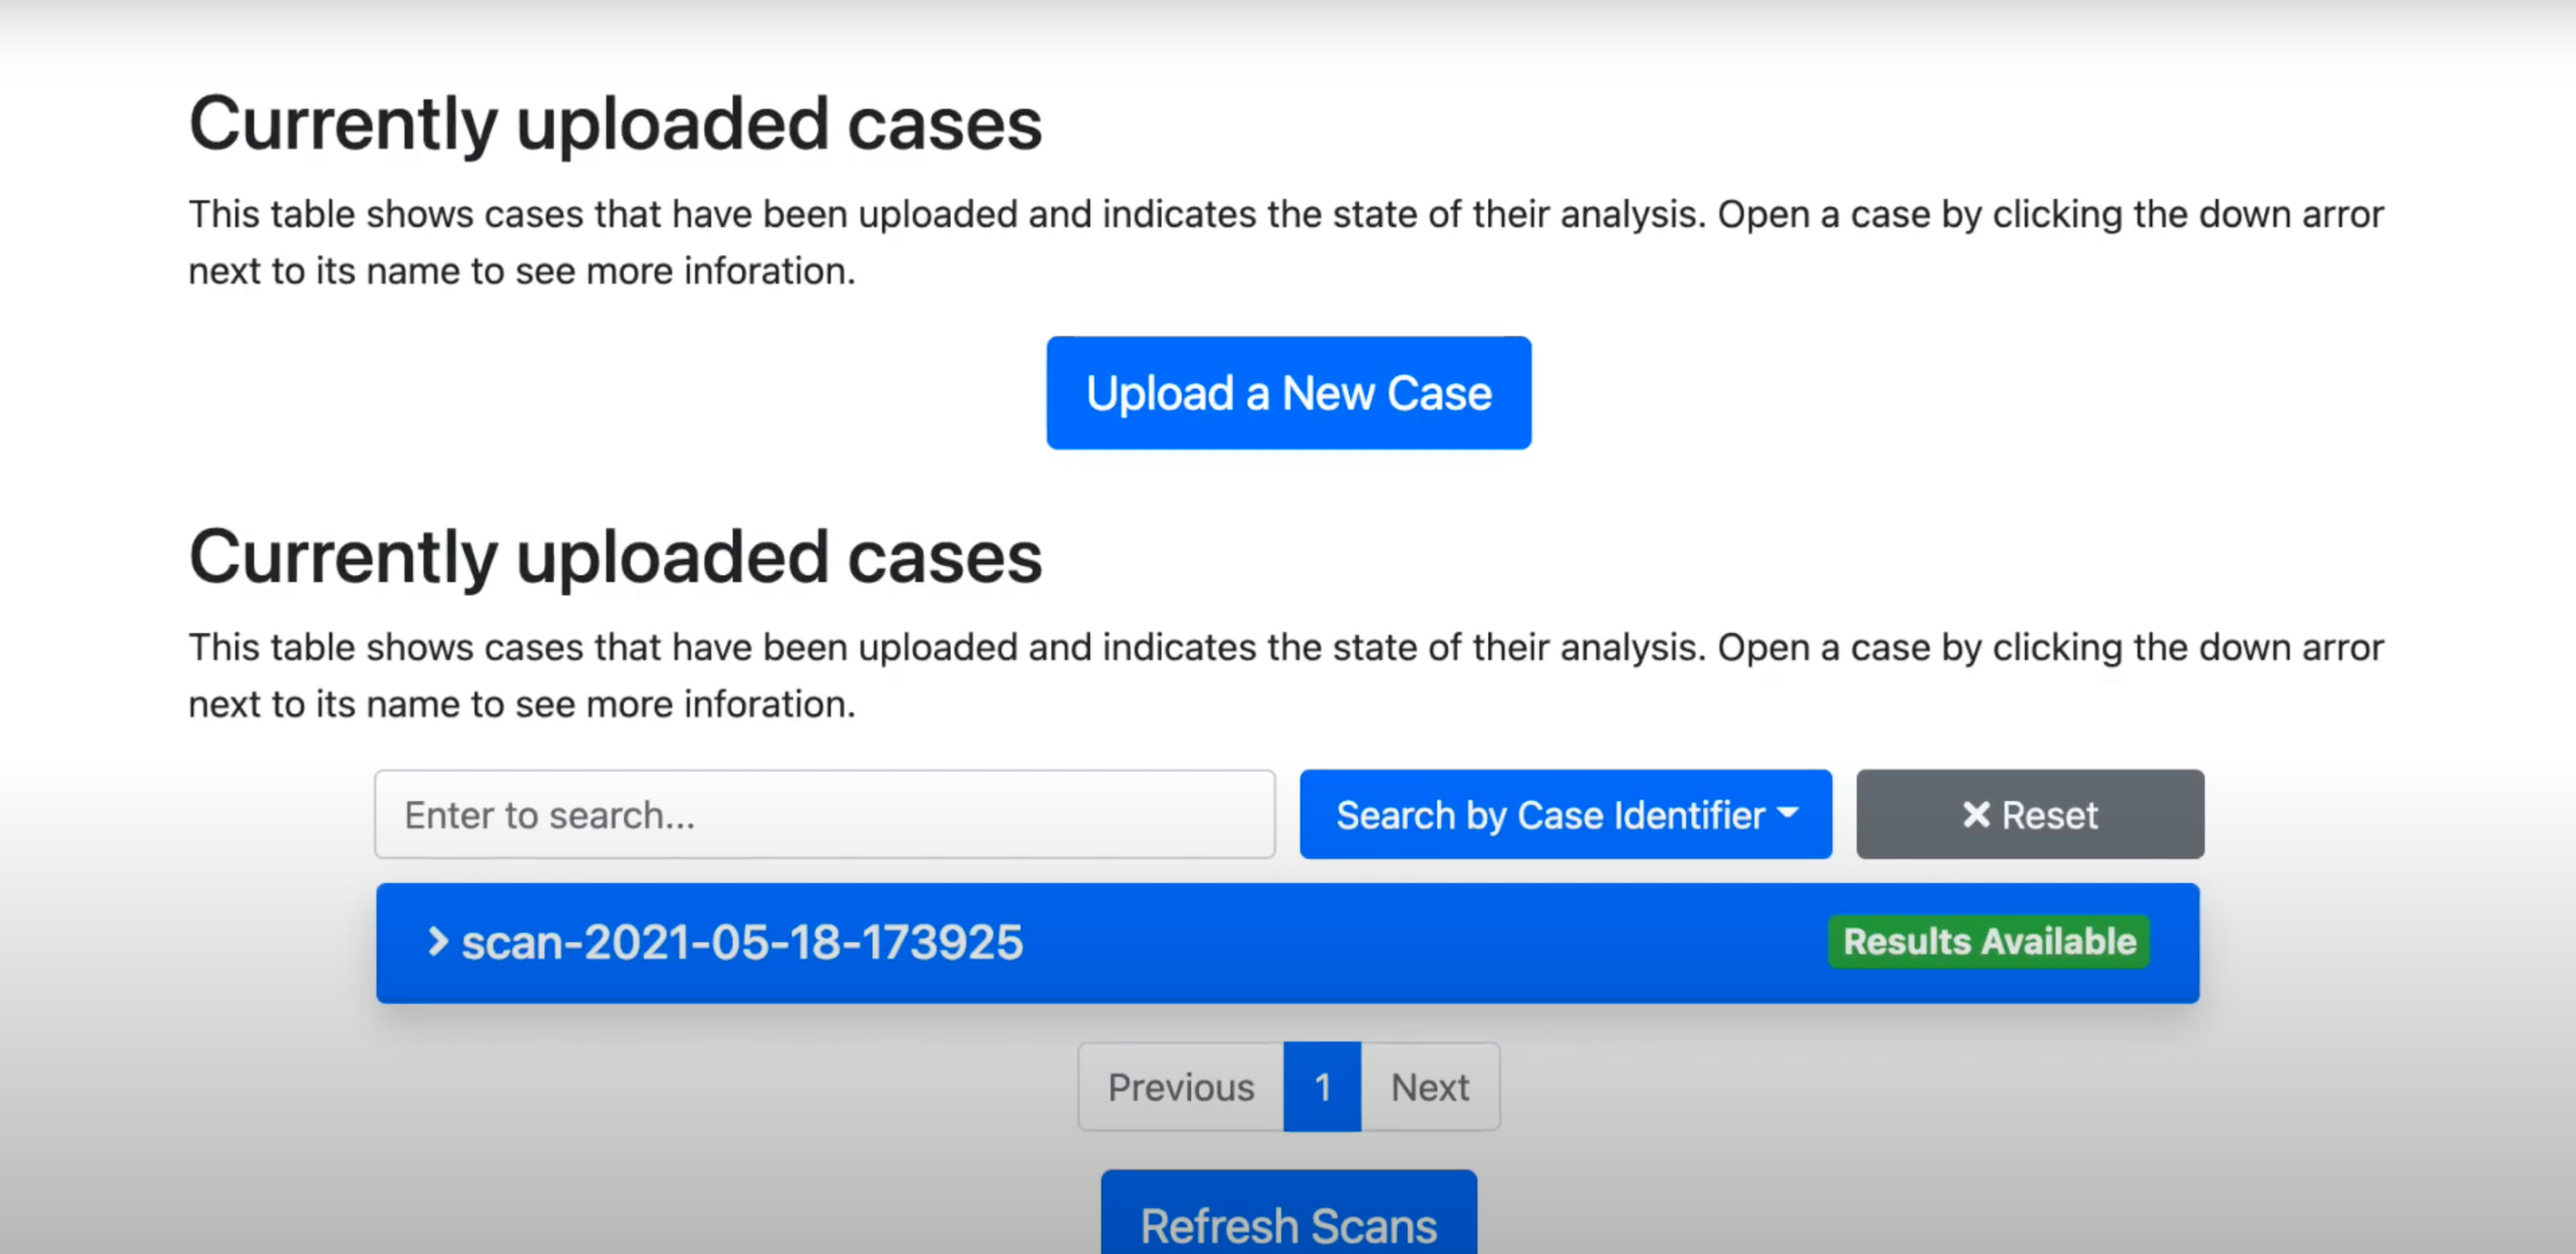 Currently uploaded cases
This table shows cases that have been uploaded and indicates the state of their analysis. Open a case by clicking the down arror
next to its name to see more inforation.
Upload a New Case
Currently uploaded cases
This table shows cases that have been uploaded and indicates the state of their analysis. Open a case by clicking the down arror
next to its name to see more inforation.
Enter to search... Search by Case Identifier Reset
scan-2021-05-18-173925 Results Available
Previous 1 Next
Refresh Scans